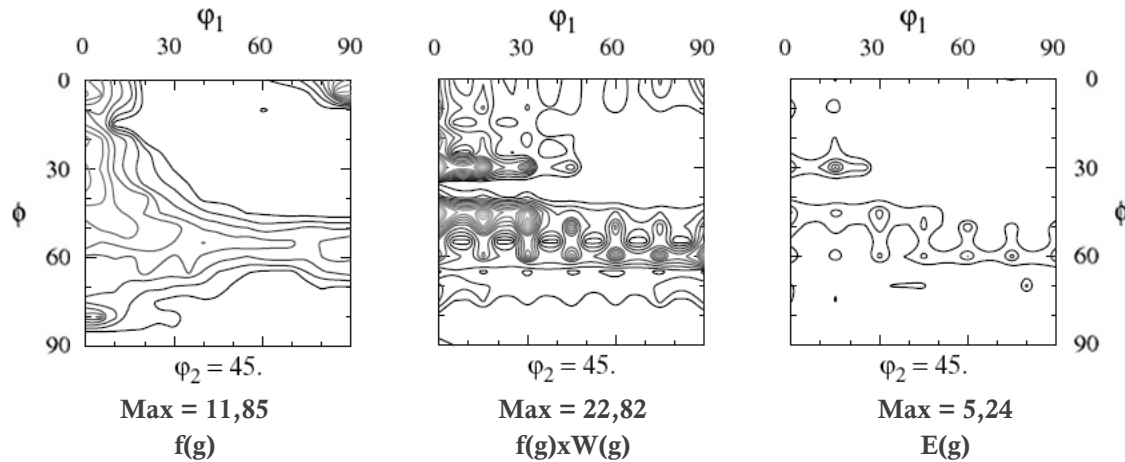 φ1 φ1 φ1
0 30 60 90 0 30 60 90 0 30 60 90
0 0
30 30
ϕ ϕ
60 60
90 90
φ2 = 45. φ2 = 45. φ2 = 45.
Max = 11,85 Max = 22,82 Max = 5,24
f(g) f(g)xW(g) E(g)